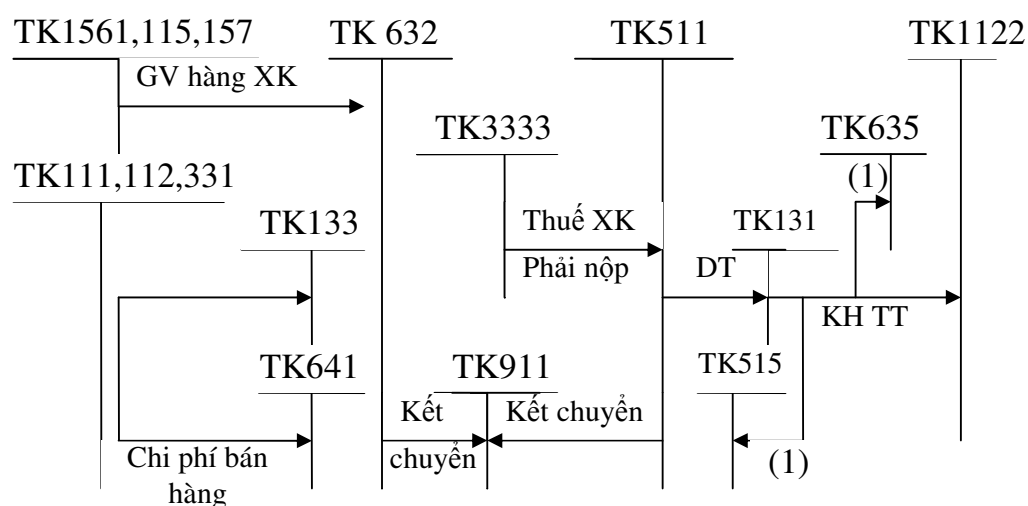 TK1561,115,157
TK 632
TK511
TK1122
GV hàng XK
TK3333
TK635
(1)
TK111,112,331
TK133
Thuế XK
Phải nộp
TK131
DT
KH TT
TK641
TK911
TK515
Kết
chuyển
Kết chuyển
(1)
Chi phí bán
hàng